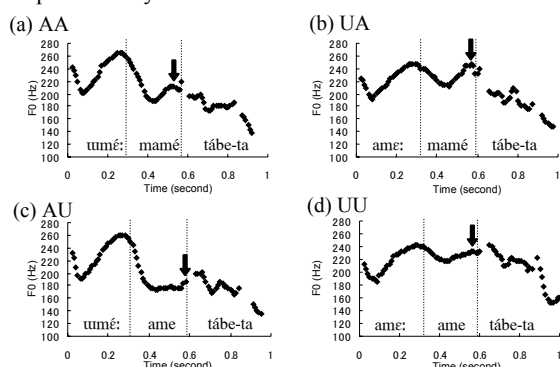 (a) AA
280
260
240
220
200
180
160
140
120
100
F0 (Hz)
ɯmɛ́: mamé tábe-ta
0 0.2 0.4 0.6 0.8 1
Time (second)
(b) UA
280
260
240
220
200
180
160
140
120
100
F0 (Hz)
amɛ: mamé tábe-ta
0 0.2 0.4 0.6 0.8 1
Time (second)
(c) AU
280
260
240
220
200
180
160
140
120
100
F0 (Hz)
ɯmɛ́: ame tábe-ta
0 0.2 0.4 0.6 0.8 1
Time (second)
(d) UU
280
260
240
220
200
180
160
140
120
100
F0 (Hz)
amɛ: ame tábe-ta
0 0.2 0.4 0.6 0.8 1
Time (second)